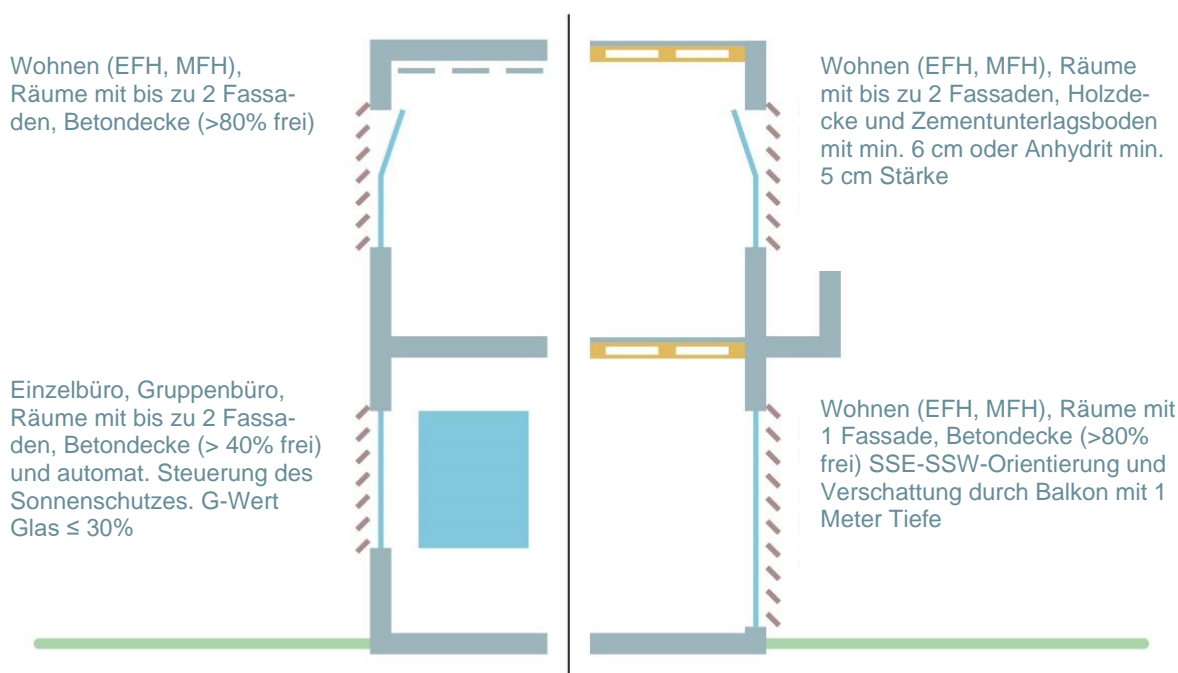 Wohnen (EFH, MFH),
Räume mit bis zu 2 Fassa-
den, Betondecke (>80% frei)
Einzelbüro, Gruppenbüro,
Räume mit bis zu 2 Fassa-
den, Betondecke (> 40% frei)
und automat. Steuerung des
Sonnenschutzes. G-Wert
Glas ≤ 30%
Wohnen (EFH, MFH), Räume
mit bis zu 2 Fassaden, Holzde-
cke und Zementunterlagsboden
mit min. 6 cm oder Anhydrit min.
5 cm Stärke
Wohnen (EFH, MFH), Räume mit
1 Fassade, Betondecke (>80%
frei) SSE-SSW-Orientierung und
Verschattung durch Balkon mit 1
Meter Tiefe